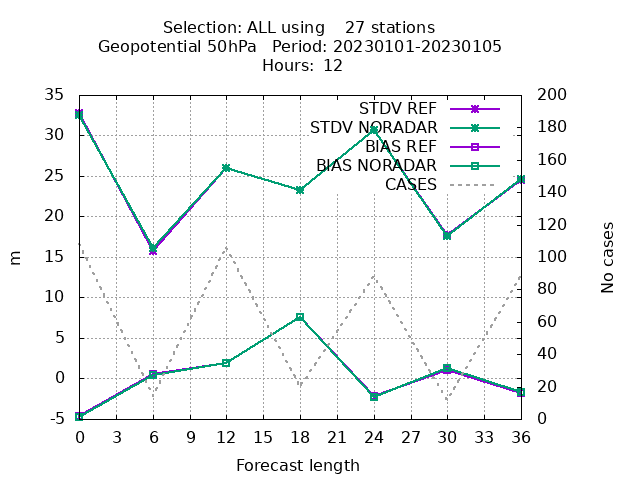 Selection: ALL using    27 stations
Geopotential 50hPa   Period: 20230101-20230105
Hours: 12
35
30
25
20
15
10
5
0
-5
200
180
160
140
120
100
80
60
40
20
0
STDV REF
STDV NORADAR
BIAS REF
BIAS NORADAR
CASES
m
No cases
0 3 6 9 12 15 18 21 24 27 30 33 36
Forecast length